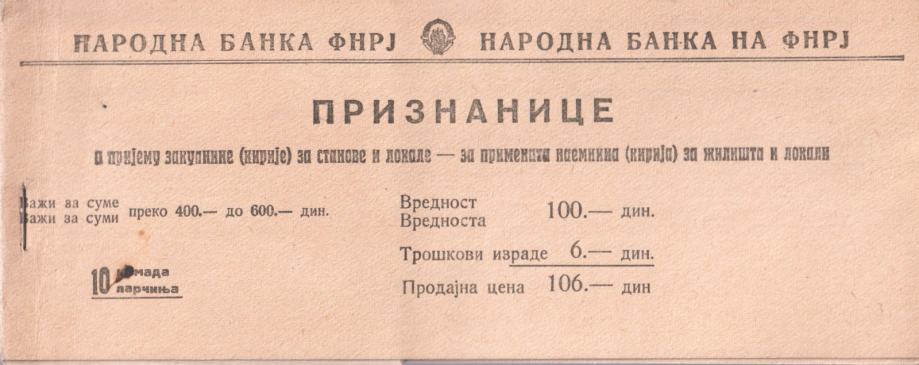 НАРОДНА БАНКА ФНРЈ НАРОДНА БАНКА НА ФНРЈ
ПРИЗНАНИЦЕ
о пријему закупнине (кирије) за станове и локале — за примената наемнина (кирија) за жилишта и локали
Важи за суме
Важи за суми преко 400.— до 600.— дин.
10 комада
парчиња
Вредност
Вредноста 100.— дин.
Трошкови израде 6.— дин.
Продајна цена 106.— дин